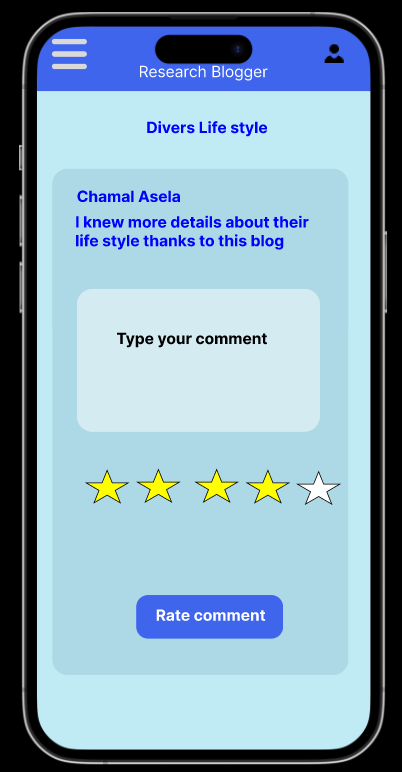 Research Blogger
Divers Life style
Chamal Asela
I knew more details about their
life style thanks to this blog
Type your comment
Rate comment